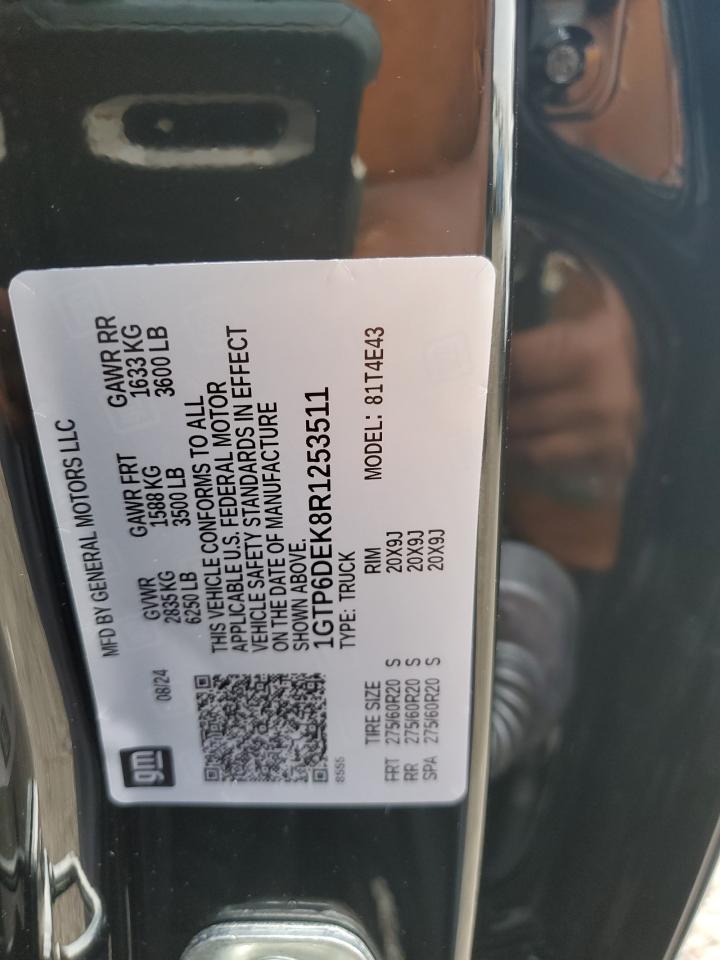 MFD BY GENERAL MOTORS LLC
gm
08/24
GVWR GAWR FRT GAWR RR
2835 KG 1588 KG 1633 KG
6250 LB 3500 LB 3600 LB
THIS VEHICLE CONFORMS TO ALL
APPLICABLE U.S. FEDERAL MOTOR
VEHICLE SAFETY STANDARDS IN EFFECT
ON THE DATE OF MANUFACTURE
SHOWN ABOVE.
1GTP6DEK8R1253511
8555
TYPE: TRUCK
TIRE SIZE RIM MODEL: 81T4E43
FRT 275/60R20 S 20X9J
RR 275/60R20 S 20X9J
SPA 275/60R20 S 20X9J